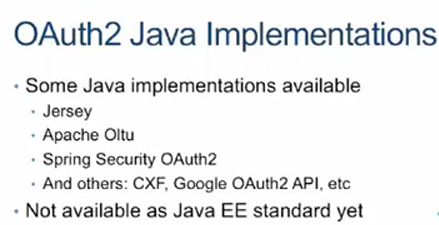 OAuth2 Java Implementations
• Some Java implementations available
• Jersey
• Apache Oltu
• Spring Security OAuth2
• And others: CXF, Google OAuth2 API, etc
• Not available as Java EE standard yet